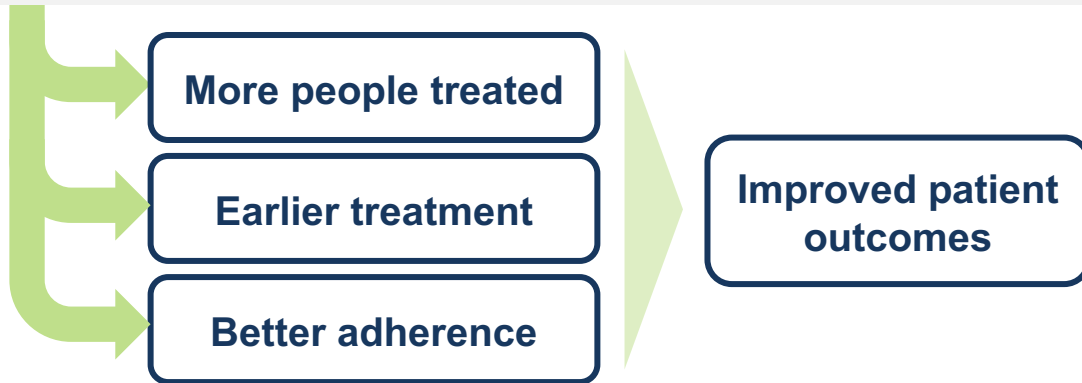 More people treated
Earlier treatment
Better adherence
Improved patient
outcomes